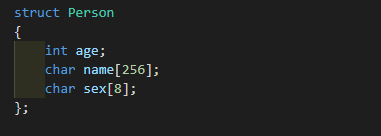 struct Person
{
    int age;
    char name[256];
    char sex[8];
};